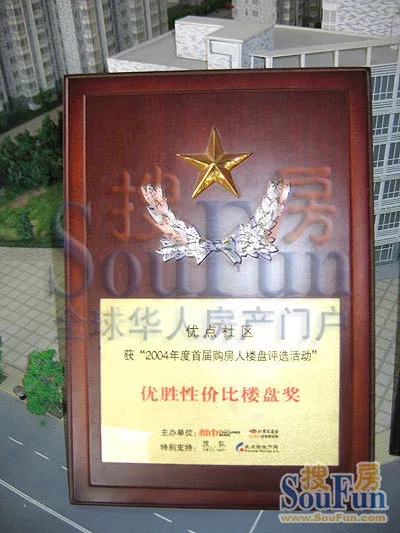 搜房
SouFun
全球华人房产门户
优点社区
获“2004年度首届购房人楼盘评选活动”
优胜性价比楼盘奖
主办单位:
特别支持:
搜房
SouFun
www.SouFun.com